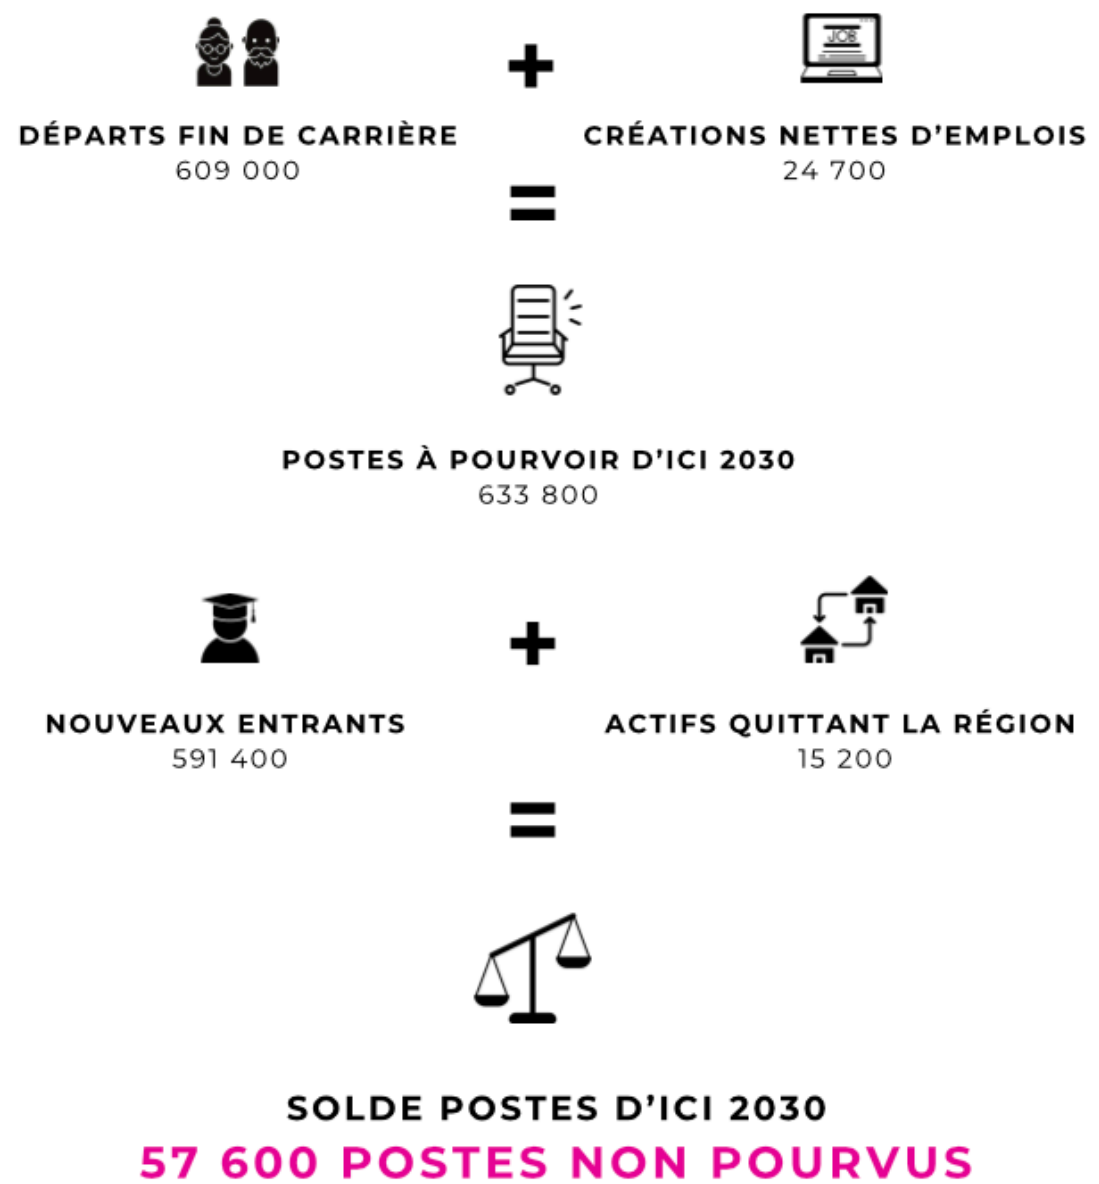 JOB
DÉPARTS FIN DE CARRIÈRE
609 000
+
CRÉATIONS NETTES D’EMPLOIS
24 700
=
POSTES À POURVOIR D’ICI 2030
633 800
NOUVEAUX ENTRANTS
591 400
+
ACTIFS QUITTANT LA RÉGION
15 200
=
SOLDE POSTES D’ICI 2030
57 600 POSTES NON POURVUS